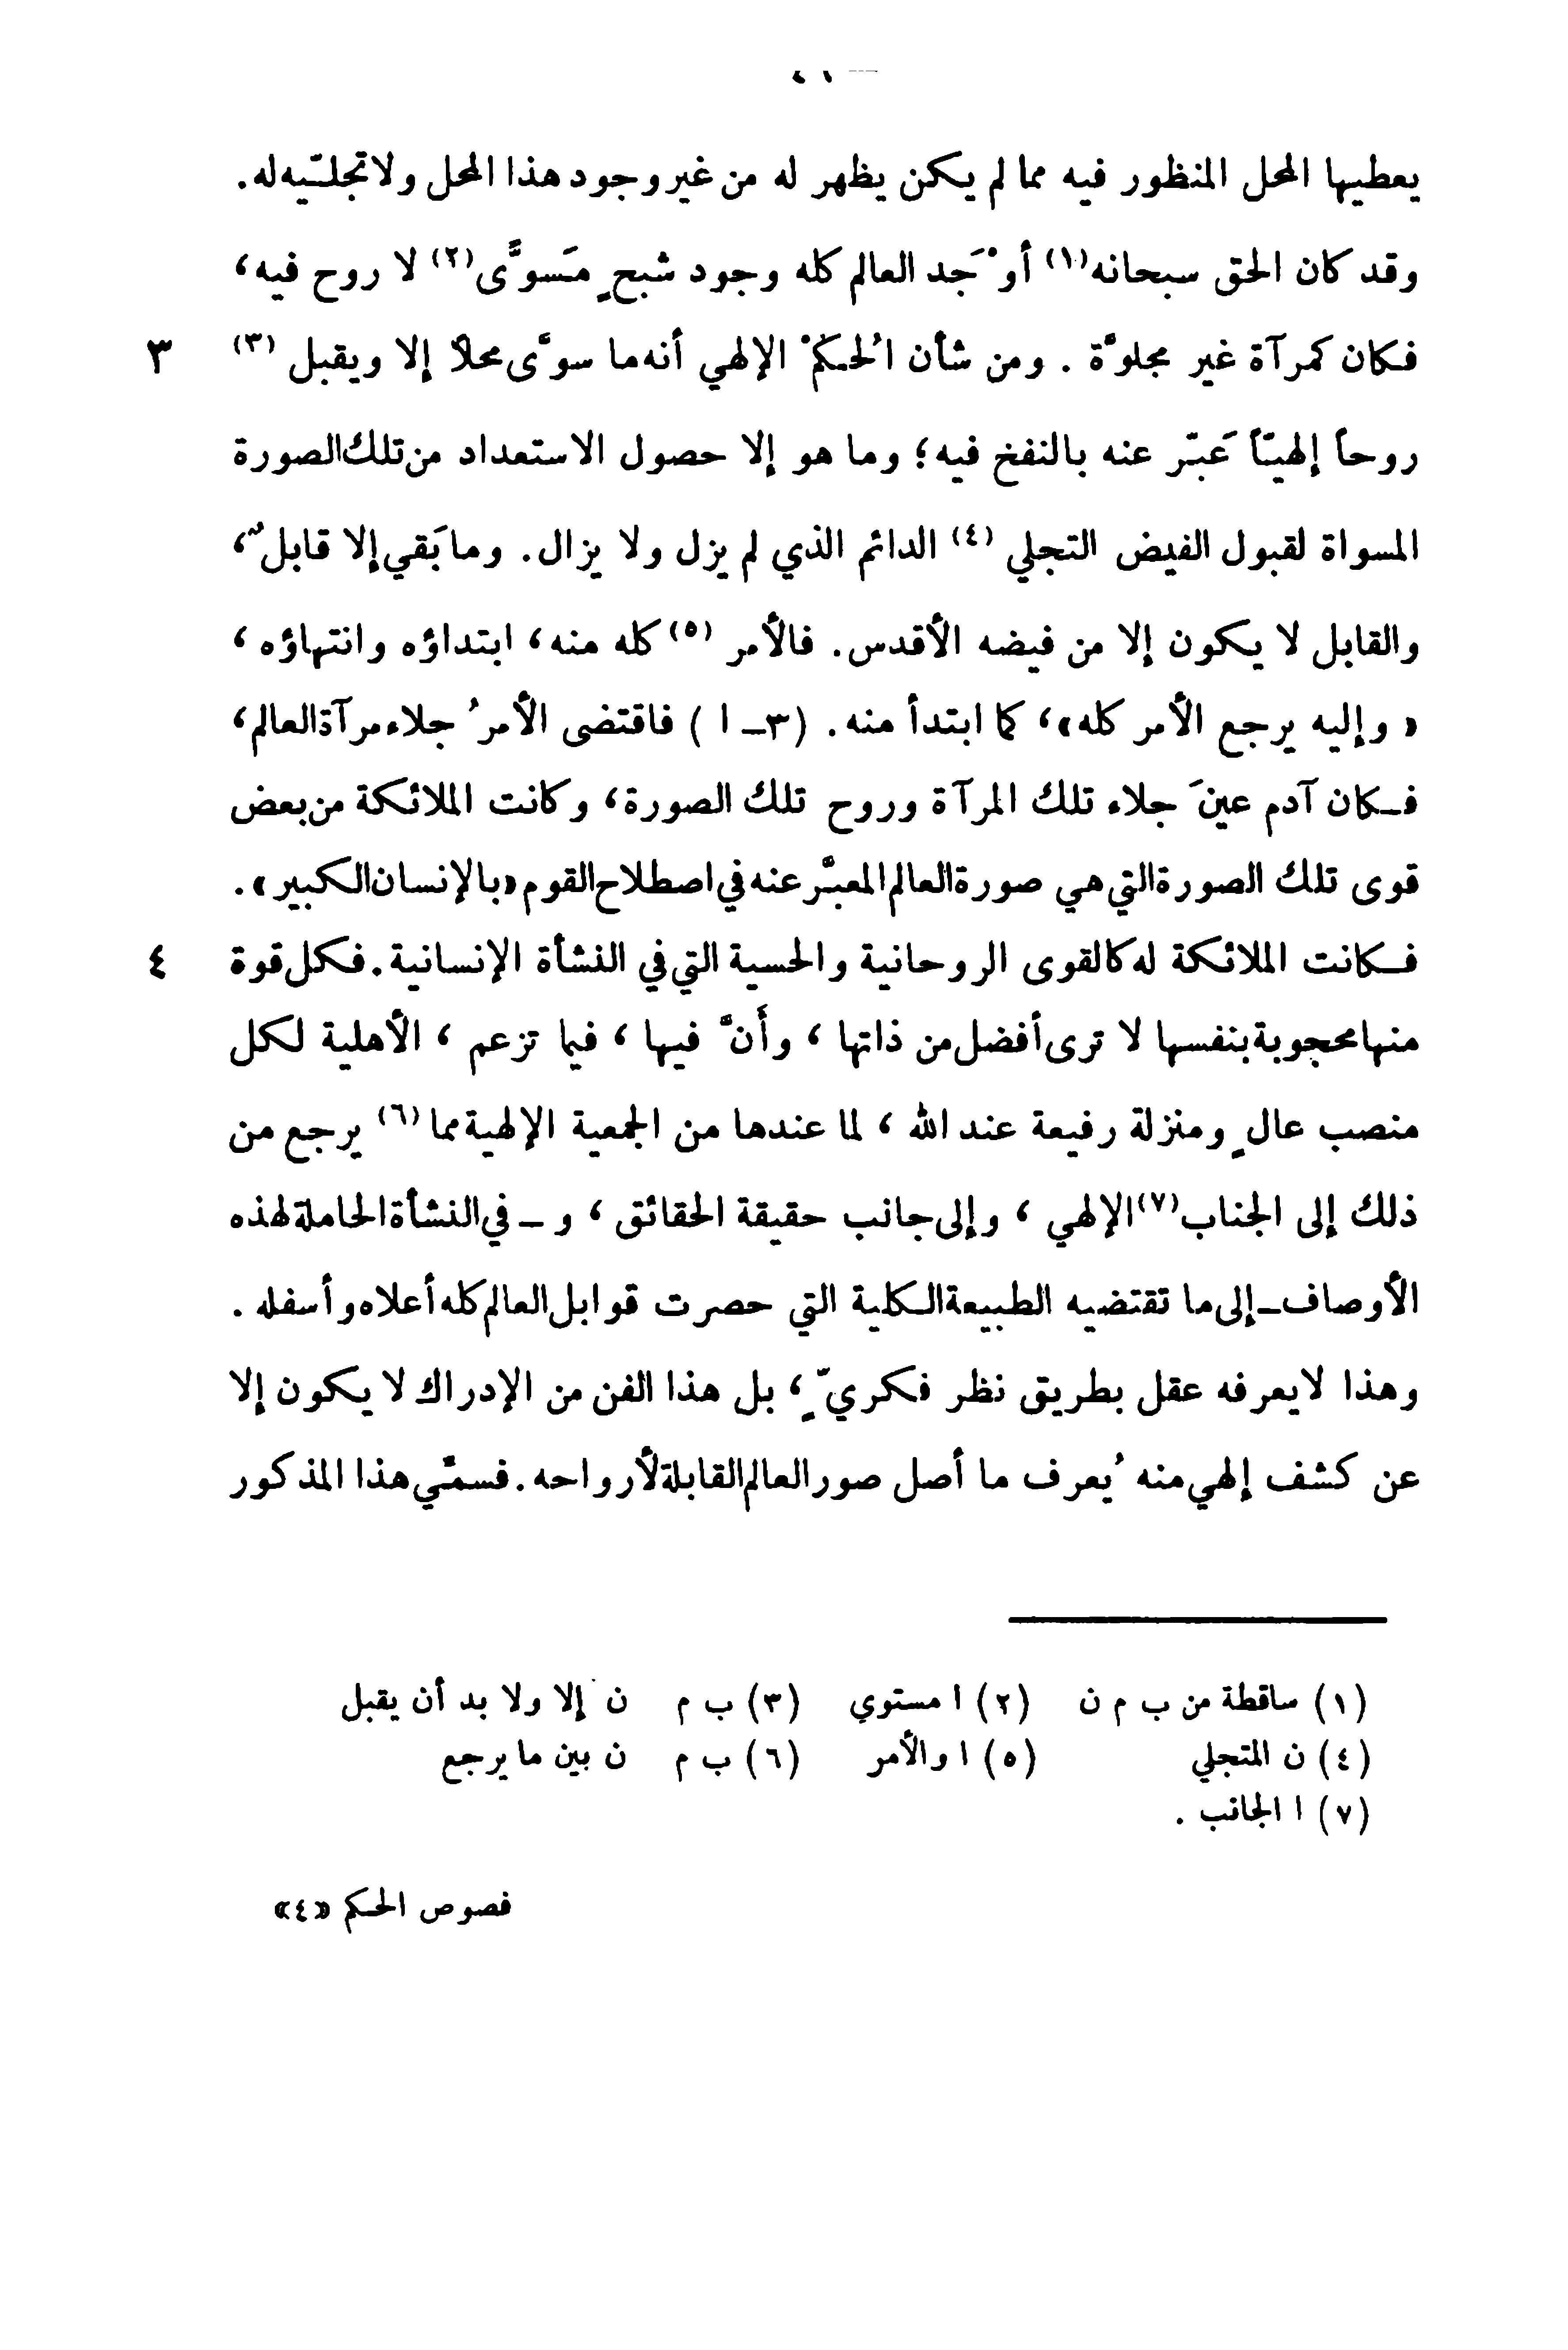 يعطيها المحل المنظور فيه مما لم يكن يظهر له من غير وجود هذا المحل ولا تجلِّيه له.
وقد كان الحق سبحانه(١) أوْجَد العالم كله وجود شبحٍ مَسوًّى(٢) لا روح فيه،
فكان كمرآة غير مجلوَّة. ومن شأن الحُكْم الإلهي أنه ما سوَّى محلاً إلا ويقبل (٣) ٣
روحاً إلهيّاً عَبّر عنه بالنفخ فيه؛ وما هو إلا حصول الاستعداد من تلك الصورة
المسواة لقبول الفيض التجلي (٤) الدائم الذي لم يزل ولا يزال. وما بَقي إلا قابلٌ،
والقابل لا يكون إلا من فيضه الأقدس. فالأمر (٥) كله منه، ابتداؤه وانتهاؤه،
« وإليه يرجع الأمر كله»، كما ابتدأ منه. (٣ــ ا ) فاقتضى الأمرُ جلاء مرآة العالم،
فكان آدم عينَ جلاء تلك المرآة وروح تلك الصورة، وكانت الملائكة من بعض
قوى تلك الصورة التي هي صورة العالم المعبَّر عنه في اصطلاح القوم «بالإنسان الكبير».
فكانت الملائكة له كالقوى الروحانية والحسية التي في النشأة الإنسانية. فكل قوة ٤
منها محجوبة بنفسها لا ترى أفضل من ذاتها ، وأَنَّ فيها ، فيما تزعم ، الأهلية لكل
منصب عالٍ ومنزلة رفيعة عند الله ، لما عندها من الجمعية الإلهية مما (٦) يرجع من
ذلك إلى الجناب(٧) الإلهي ، وإلى جانب حقيقة الحقائق ، و ــ في النشأة الحاملة لهذه
الأوصاف ــ إلى ما تقتضيه الطبيعة الكلية التي حصرت قوابل العالم كله أعلاه وأسفله .
وهذا لا يعرفه عقل بطريق نظر فكريٍّ ، بل هذا الفن من الإدراك لا يكون إلا
عن كشف إلهي منه يُعرف ما أصل صور العالم القابلة لأرواحه. فسمِّي هذا المذكور
(١) ساقطة من ب م ن (٢) ا مستوي (٣) ب م ن إلا ولا بد أن يقبل
(٤) ن المتجلي (٥) ا والأمر (٦) ب م ن بين ما يرجع
(٧) ا الجانب .
فصوص الحكم «٤»